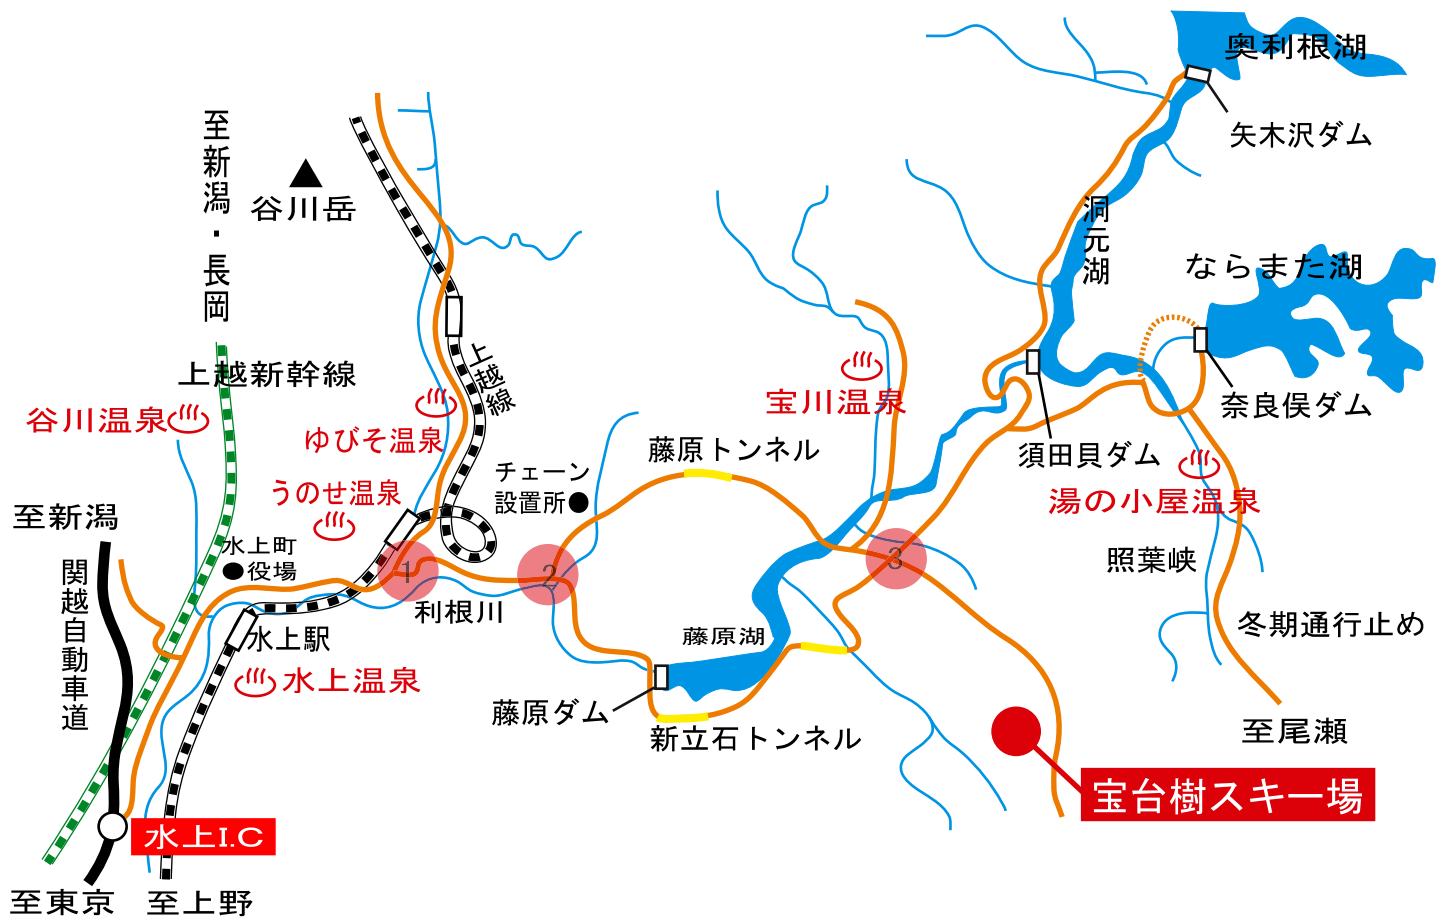 奥利根湖
矢木沢ダム
至新潟・長岡
谷川岳
洞元湖
ならまた湖
上越新幹線
上越線
谷川温泉
ゆびそ温泉
宝川温泉
奈良俣ダム
藤原トンネル
須田貝ダム
チェーン
設置所
うのせ温泉
湯の小屋温泉
至新潟
水上町
役場
関越自動車道
1
2
3
照葉峡
利根川
水上駅
藤原湖
冬期通行止め
水上温泉
藤原ダム
新立石トンネル
至尾瀬
宝台樹スキー場
水上I.C
至東京
至上野